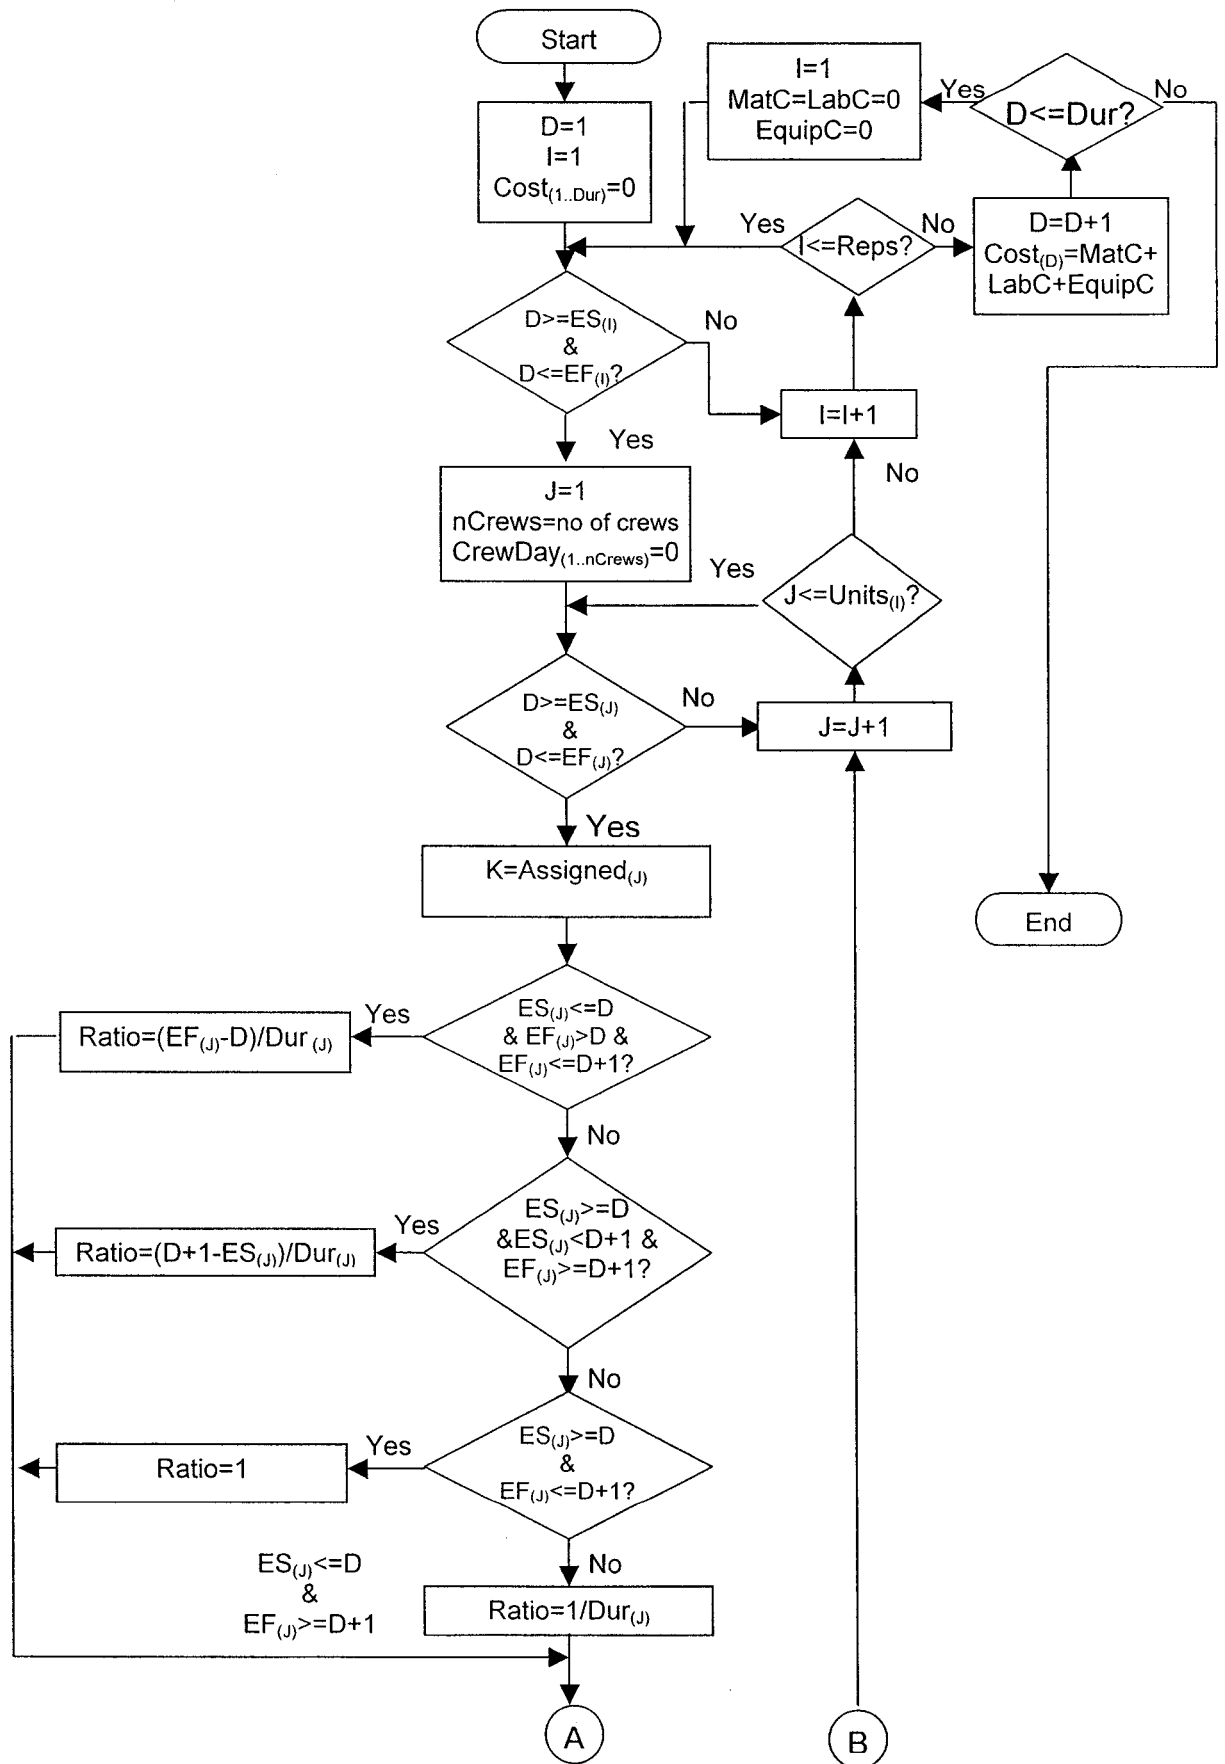 Start
D=1
I=1
Cost(1..Dur)=0
I=1
MatC=LabC=0
EquipC=0
Yes
D<=Dur?
No
Yes
I<=Reps?
No
D=D+1
Cost(D)=MatC+
LabC+EquipC
D>=ES(I)
&
D<=EF(I)?
No
I=I+1
Yes
No
J=1
nCrews=no of crews
CrewDay(1..nCrews)=0
Yes
J<=Units(I)?
D>=ES(J)
&
D<=EF(J)?
No
J=J+1
Yes
K=Assigned(J)
End
ES(J)<=D
& EF(J)>D &
EF(J)<=D+1?
Yes
Ratio=(EF(J)-D)/Dur (J)
No
ES(J)>=D
&ES(J)<D+1 &
EF(J)>=D+1?
Yes
Ratio=(D+1-ES(J))/Dur(J)
No
ES(J)>=D
&
EF(J)<=D+1?
Yes
Ratio=1
No
ES(J)<=D
&
EF(J)>=D+1
Ratio=1/Dur(J)
A
B